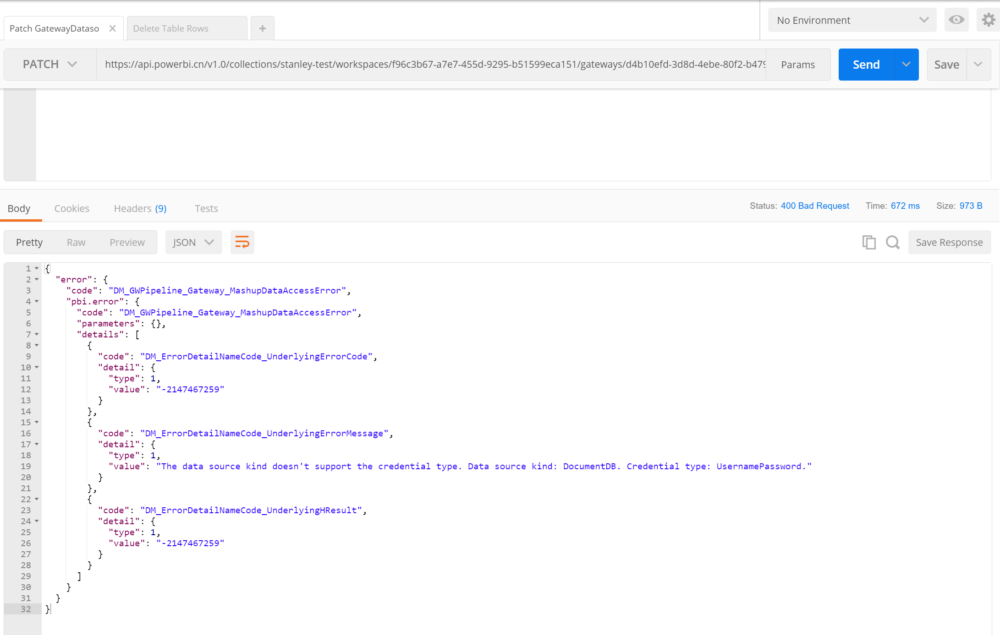 Patch GatewayDataso
Delete Table Rows
No Environment
PATCH
https://api.powerbi.cn/v1.0/collections/stanley-test/workspaces/f96c3b67-a7e7-455d-9295-b51599eca151/gateways/d4b10efd-3d8d-4ebe-80f2-b479
Params
Send
Save
Body Cookies Headers (9) Tests
Status: 400 Bad Request Time: 672 ms Size: 973 B
Pretty Raw Preview JSON
Save Response
1 {
2 "error": {
3 "code": "DM_GWPipeline_Gateway_MashupDataAccessError",
4 "pbi.error": {
5 "code": "DM_GWPipeline_Gateway_MashupDataAccessError",
6 "parameters": {},
7 "details": [
8 {
9 "code": "DM_ErrorDetailNameCode_UnderlyingErrorCode",
10 "detail": {
11 "type": 1,
12 "value": "-2147467259"
13 }
14 },
15 {
16 "code": "DM_ErrorDetailNameCode_UnderlyingErrorMessage",
17 "detail": {
18 "type": 1,
19 "value": "The data source kind doesn't support the credential type. Data source kind: DocumentDB. Credential type: UsernamePassword."
20 }
21 },
22 {
23 "code": "DM_ErrorDetailNameCode_UnderlyingHResult",
24 "detail": {
25 "type": 1,
26 "value": "-2147467259"
27 }
28 }
29 ]
30 }
31 }
32 }